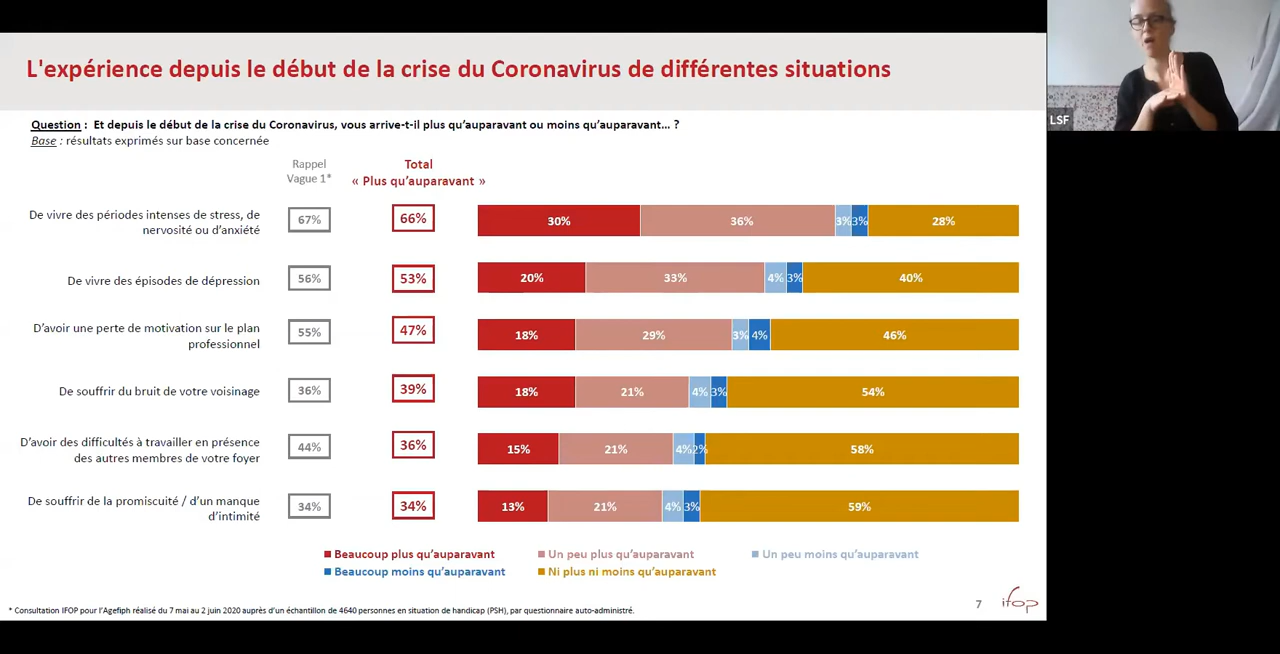 L'expérience depuis le début de la crise du Coronavirus de différentes situations
LSF
Question : Et depuis le début de la crise du Coronavirus, vous arrive-t-il plus qu'auparavant ou moins qu'auparavant... ?
Base : résultats exprimés sur base concernée
Rappel
Vague 1*
Total
« Plus qu'auparavant »
De vivre des périodes intenses de stress, de
nervosité ou d'anxiété
67% 66% 30% 36% 3% 3% 28%
De vivre des épisodes de dépression
56% 53% 20% 33% 4% 3% 40%
D'avoir une perte de motivation sur le plan
professionnel
55% 47% 18% 29% 3% 4% 46%
De souffrir du bruit de votre voisinage
36% 39% 18% 21% 4% 3% 54%
D'avoir des difficultés à travailler en présence
des autres membres de votre foyer
44% 36% 15% 21% 4% 2% 58%
De souffrir de la promiscuité / d'un manque
d'intimité
34% 34% 13% 21% 4% 3% 59%
Beaucoup plus qu'auparavant Un peu plus qu'auparavant Un peu moins qu'auparavant
Beaucoup moins qu'auparavant Ni plus ni moins qu'auparavant
* Consultation IFOP pour l'Agefiph réalisé du 7 mai au 2 juin 2020 auprès d'un échantillon de 4640 personnes en situation de handicap (PSH), par questionnaire auto-administré.
7
ifop